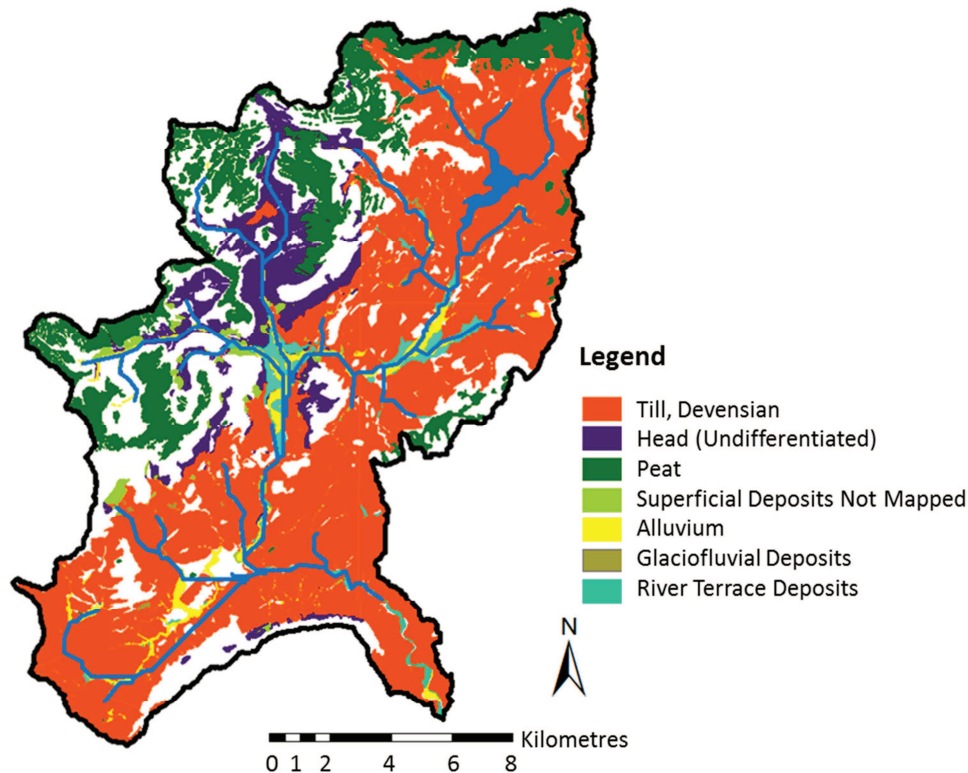 Legend
Till, Devensian
Head (Undifferentiated)
Peat
Superficial Deposits Not Mapped
Alluvium
Glaciofluvial Deposits
River Terrace Deposits
N
Kilometres
0 1 2 4 6 8